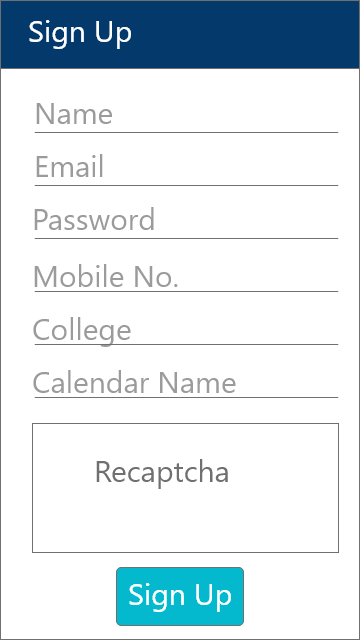 Sign Up
Name
Email
Password
Mobile No.
College
Calendar Name
Recaptcha
Sign Up